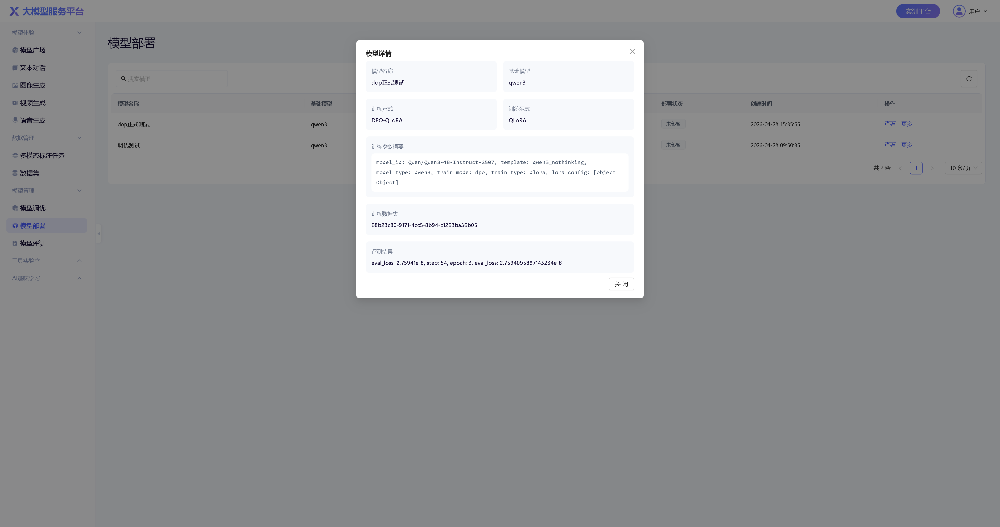 大模型服务平台
实训平台
用户
模型体验
模型广场
文本对话
图像生成
视频生成
语音生成
数据管理
多模态标注任务
数据集
模型管理
模型调优
模型部署
模型评测
工具实验室
AI趣味学习
模型部署
搜索模型
模型名称 基础模型 部署状态 创建时间 操作
dop正式测试 qwen3 未部署 2026-04-28 15:35:55 查看 更多
调优测试 qwen3 未部署 2026-04-28 09:50:35 查看 更多
共 2 条 1 10 条/页
模型详情
模型名称
dop正式测试
基础模型
qwen3
训练方式
DPO-QLoRA
训练范式
QLoRA
训练参数摘要
model_id: Qwen/Qwen3-4B-Instruct-2507, template: qwen3_nothinking,
model_type: qwen3, train_mode: dpo, train_type: qlora, lora_config: [object
Object]
训练数据集
68b23c80-9171-4cc5-8b94-c1263ba36b05
评测结果
eval_loss: 2.75941e-8, step: 54, epoch: 3, eval_loss: 2.7594095897143234e-8
关 闭